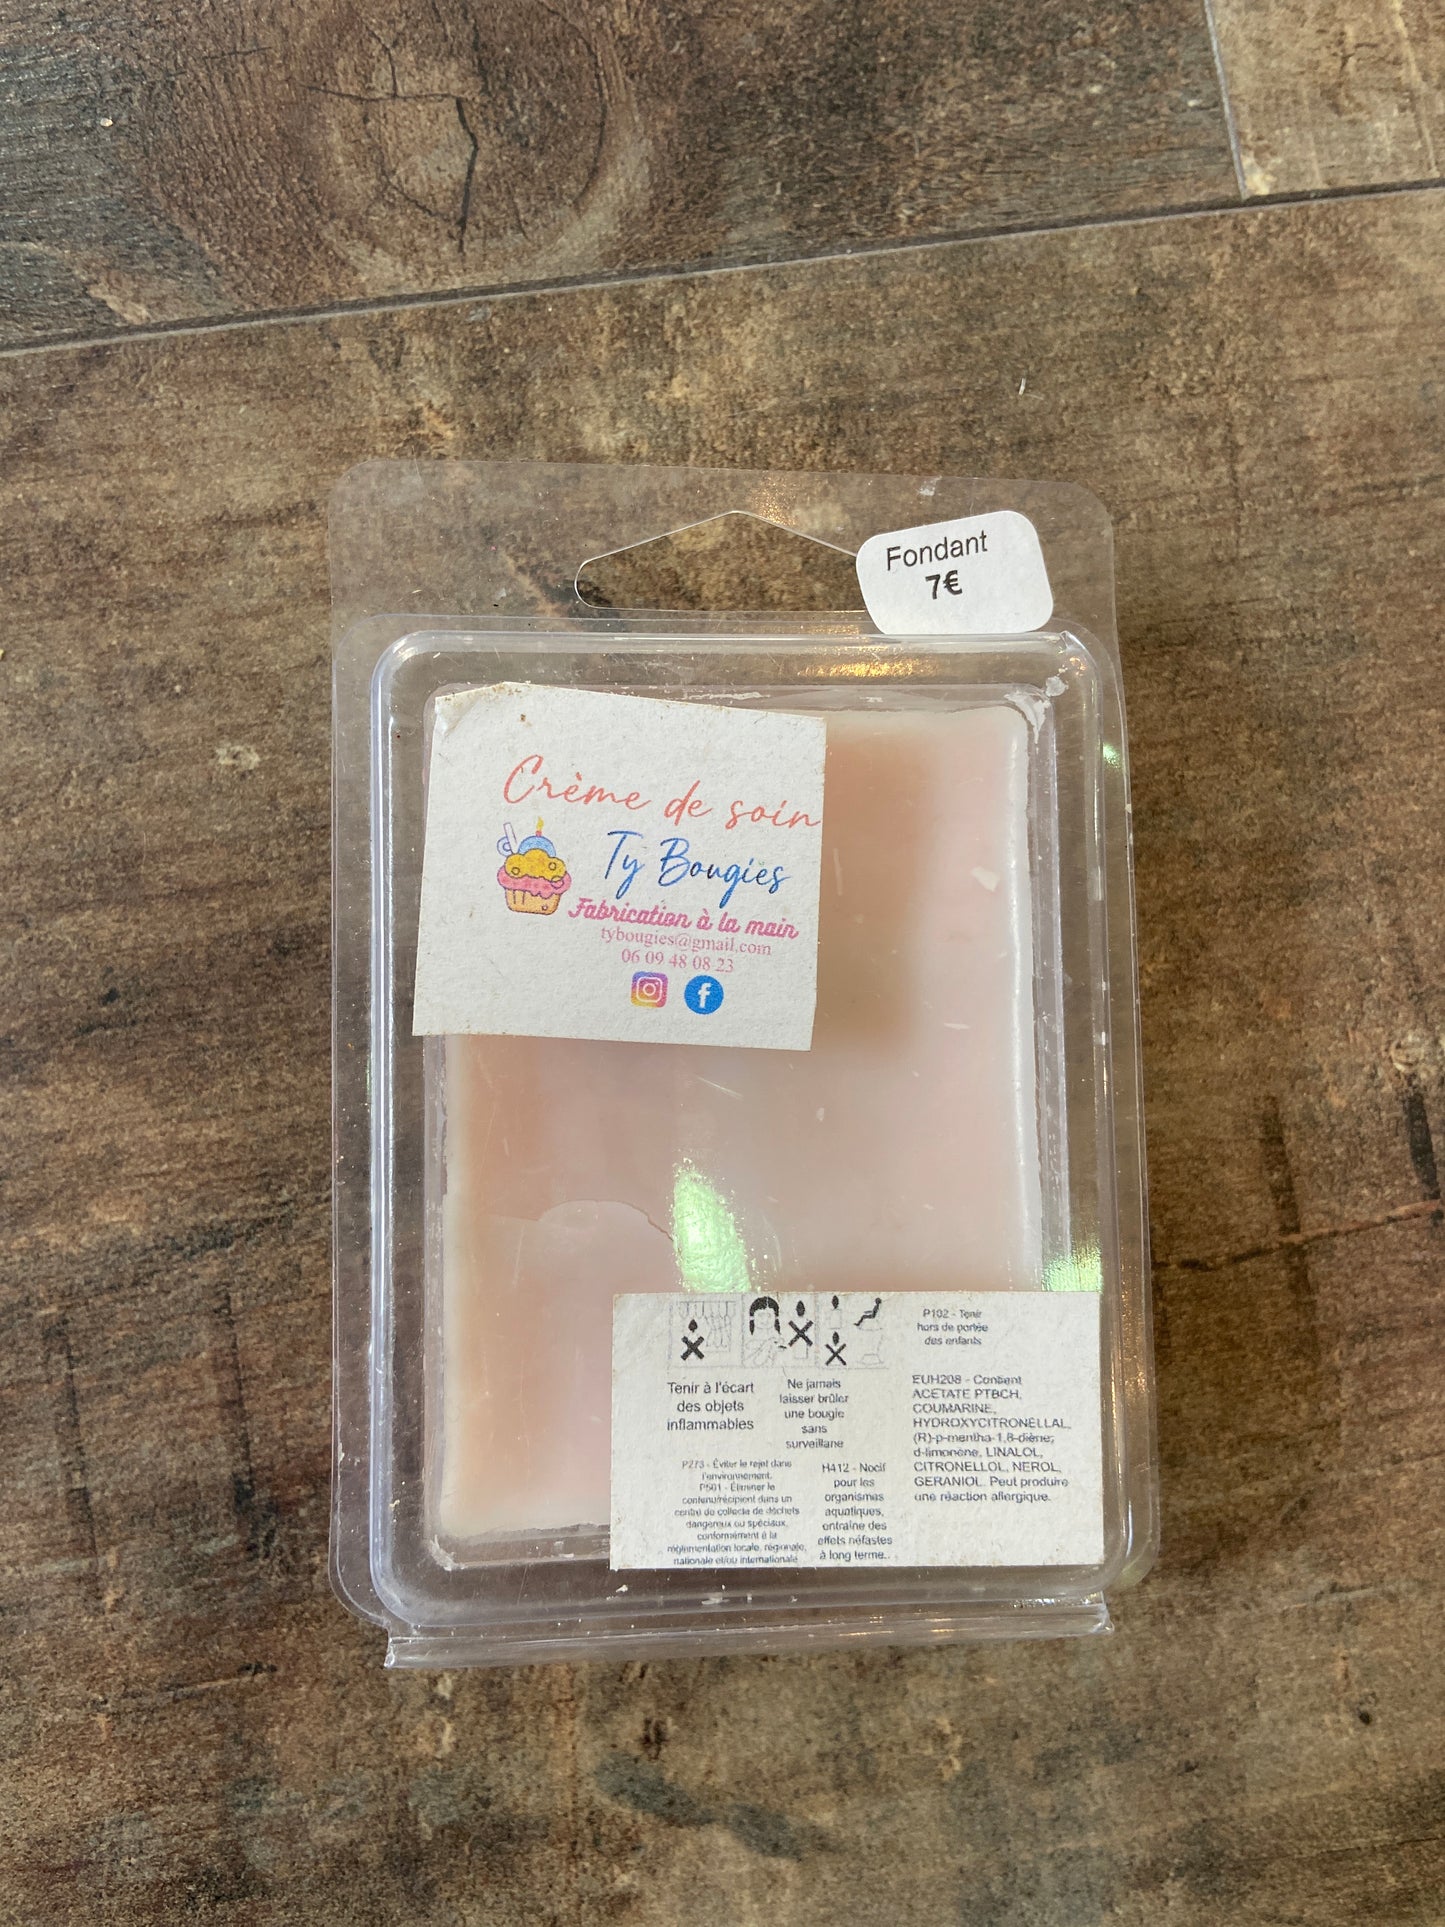 Fondant
7€
Crème de soin
Ty Bougies
Fabrication à la main
tybougies@gmail.com
06 09 48 08 23
Tenir à l'écart
des objets
inflammables
Ne jamais
laisser brûler
une bougie
sans
surveillane
P102 - Tenir
hors de portée
des enfants
EUH208 - Contient
ACETATE PTBCH,
COUMARINE,
HYDROXYCITRONELLAL,
(R)-p-mentha-1,8-diène;
d-limonène, LINALOL,
CITRONELLOL, NEROL,
GERANIOL. Peut produire
une réaction allergique.
P273 - Éviter le rejet dans
l'environnement.
P501 - Éliminer le
contenu/récipient dans un
centre de collecte de déchets
dangereux ou spéciaux,
conformément à la
réglementation locale, régionale,
nationale et/ou internationale
H412 - Nocif
pour les
organismes
aquatiques,
entraîne des
effets néfastes
à long terme..